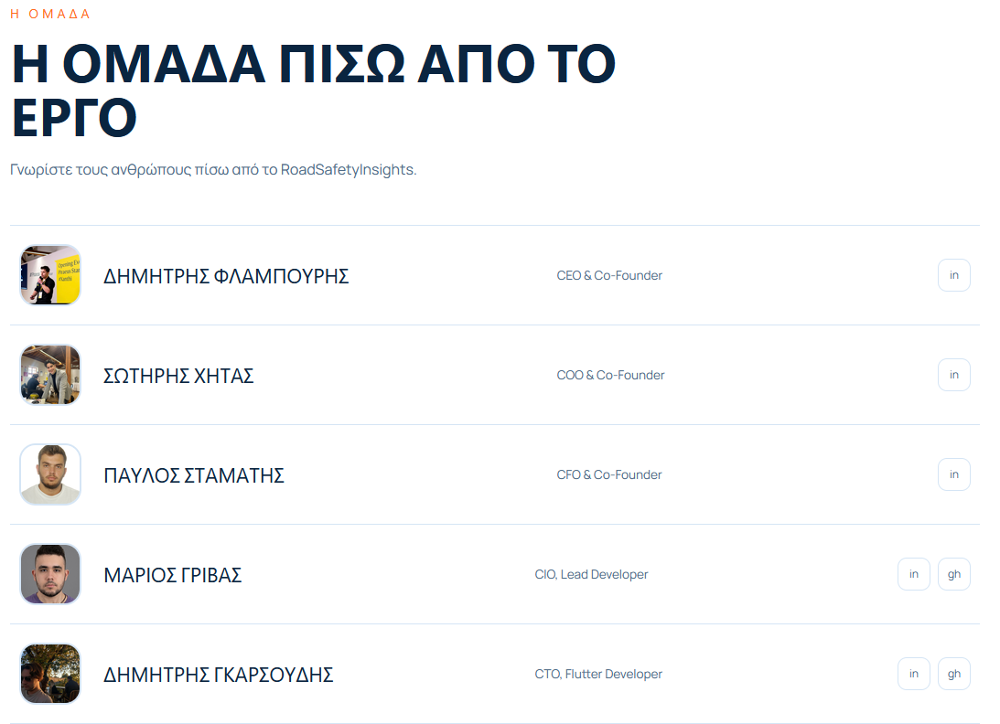 Η ΟΜΑΔΑ
Η ΟΜΑΔΑ ΠΙΣΩ ΑΠΟ ΤΟ
ΕΡΓΟ
Γνωρίστε τους ανθρώπους πίσω από το RoadSafetyInsights.
ΔΗΜΗΤΡΗΣ ΦΛΑΜΠΟΥΡΗΣ CEO & Co-Founder in
ΣΩΤΗΡΗΣ ΧΗΤΑΣ COO & Co-Founder in
ΠΑΥΛΟΣ ΣΤΑΜΑΤΗΣ CFO & Co-Founder in
ΜΑΡΙΟΣ ΓΡΙΒΑΣ CIO, Lead Developer in gh
ΔΗΜΗΤΡΗΣ ΓΚΑΡΣΟΥΔΗΣ CTO, Flutter Developer in gh